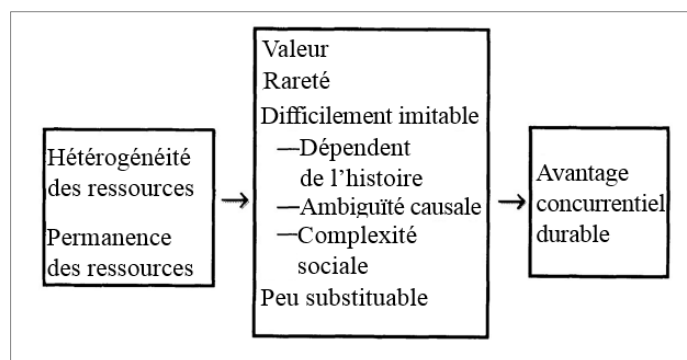 Hétérogénéité
des ressources
Permanence
des ressources
Valeur
Rareté
Difficilement imitable
—Dépendent
de l’histoire
—Ambiguïté causale
—Complexité
sociale
Peu substituable
Avantage
concurrentiel
durable